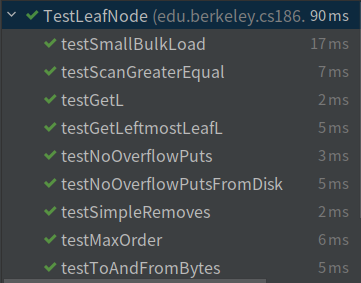 TestLeafNode (edu.berkeley.cs186. 90 ms
testSmallBulkLoad 17 ms
testScanGreaterEqual 7 ms
testGetL 2 ms
testGetLeftmostLeafL 5 ms
testNoOverflowPuts 3 ms
testNoOverflowPutsFromDisk 5 ms
testSimpleRemoves 2 ms
testMaxOrder 6 ms
testToAndFromBytes 5 ms